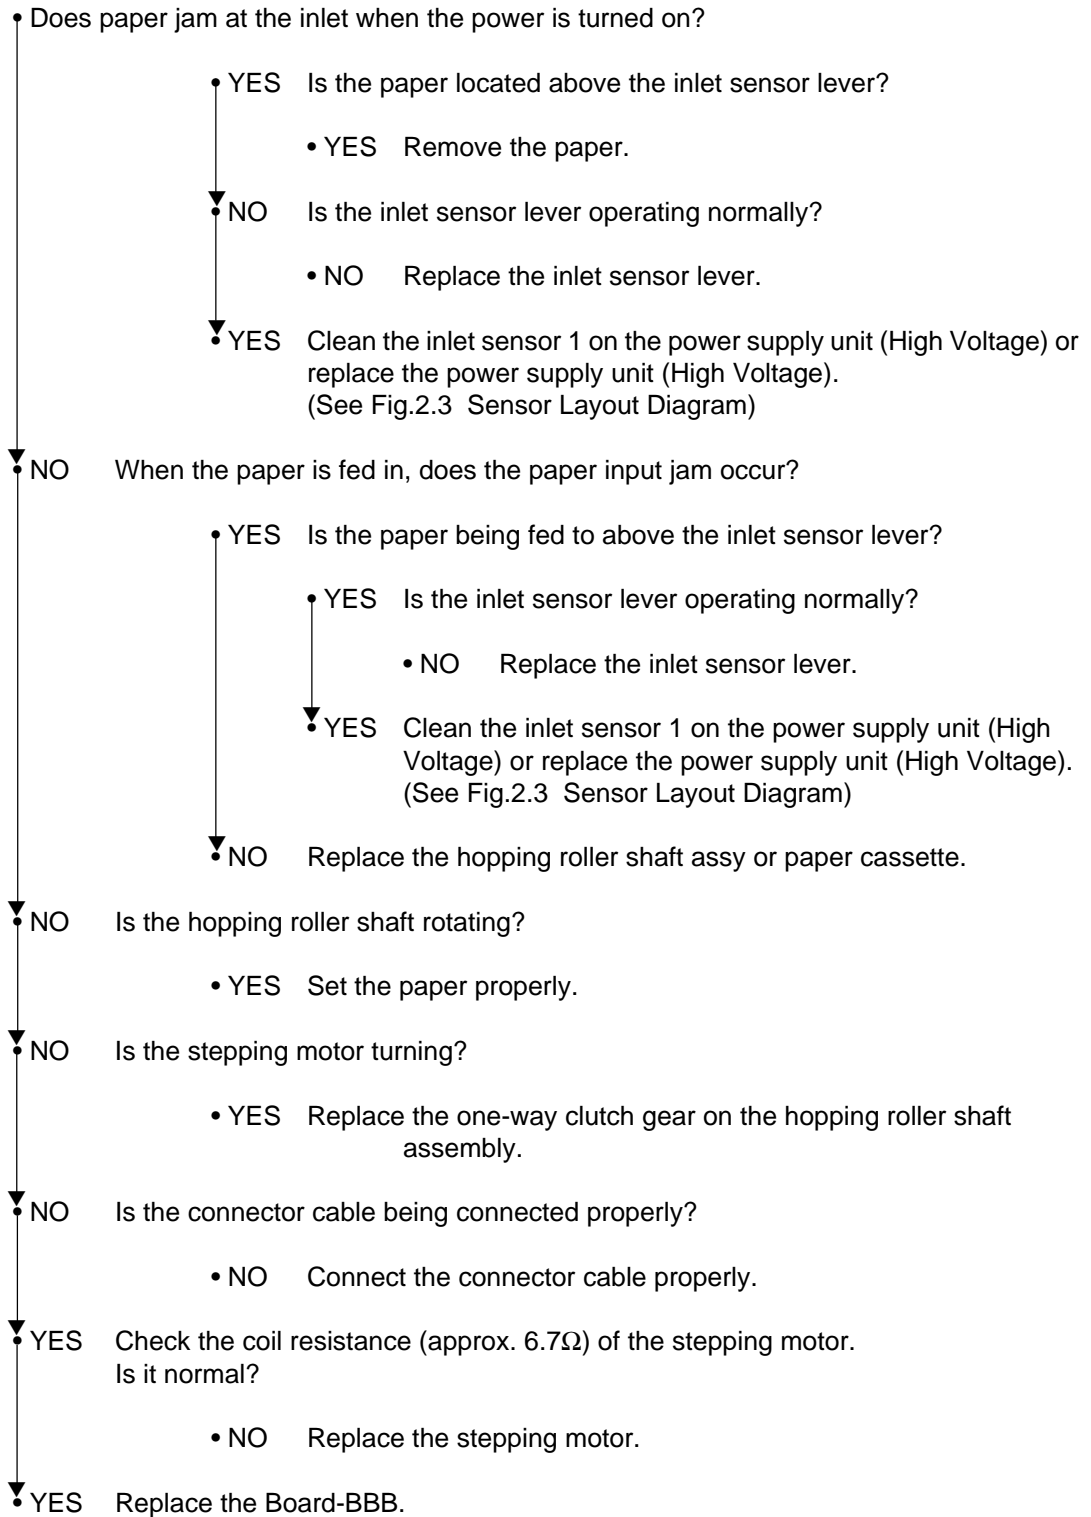 • Does paper jam at the inlet when the power is turned on?
• YES Is the paper located above the inlet sensor lever?
• YES Remove the paper.
• NO Is the inlet sensor lever operating normally?
• NO Replace the inlet sensor lever.
• YES Clean the inlet sensor 1 on the power supply unit (High Voltage) or
replace the power supply unit (High Voltage).
(See Fig.2.3 Sensor Layout Diagram)
• NO When the paper is fed in, does the paper input jam occur?
• YES Is the paper being fed to above the inlet sensor lever?
• YES Is the inlet sensor lever operating normally?
• NO Replace the inlet sensor lever.
• YES Clean the inlet sensor 1 on the power supply unit (High
Voltage) or replace the power supply unit (High Voltage).
(See Fig.2.3 Sensor Layout Diagram)
• NO Replace the hopping roller shaft assy or paper cassette.
• NO Is the hopping roller shaft rotating?
• YES Set the paper properly.
• NO Is the stepping motor turning?
• YES Replace the one-way clutch gear on the hopping roller shaft
assembly.
• NO Is the connector cable being connected properly?
• NO Connect the connector cable properly.
• YES Check the coil resistance (approx. 6.7Ω) of the stepping motor.
Is it normal?
• NO Replace the stepping motor.
• YES Replace the Board-BBB.